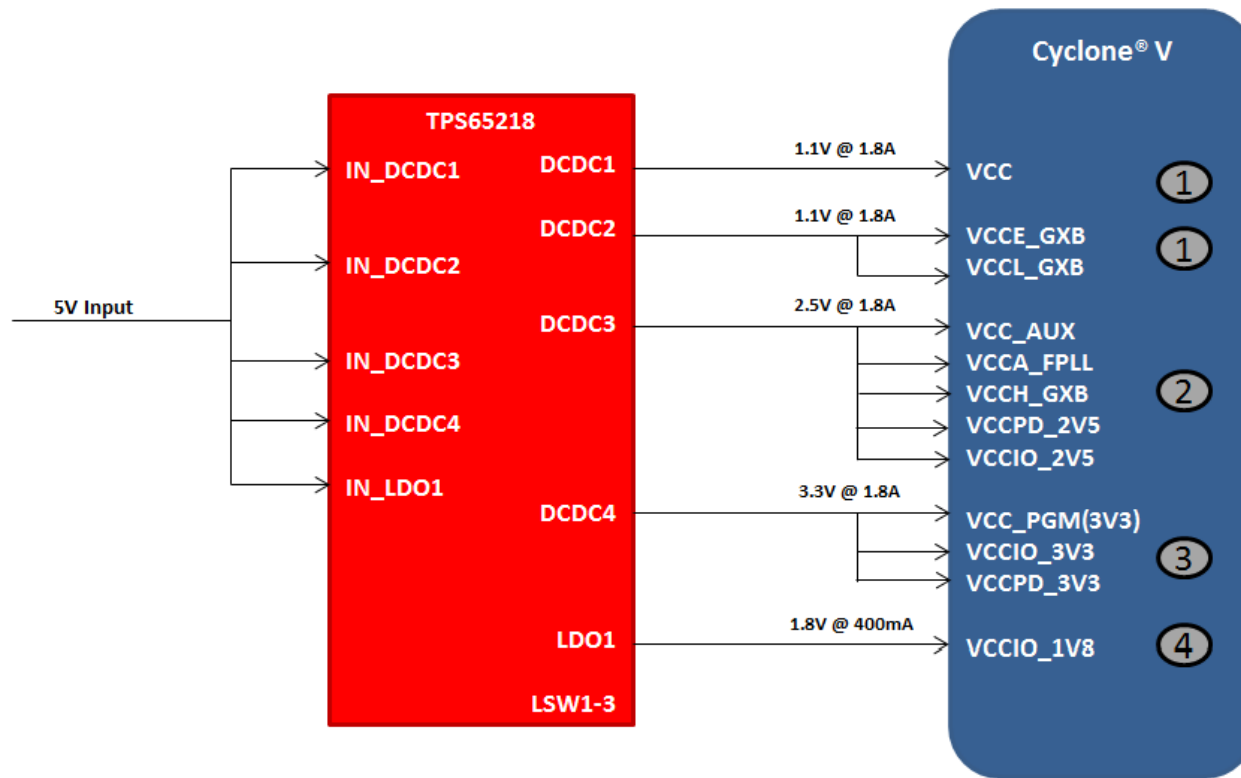 Cyclone® V
TPS65218
5V Input
IN_DCDC1
IN_DCDC2
IN_DCDC3
IN_DCDC4
IN_LDO1
DCDC1
DCDC2
DCDC3
DCDC4
LDO1
LSW1-3
1.1V @ 1.8A
1.1V @ 1.8A
2.5V @ 1.8A
3.3V @ 1.8A
1.8V @ 400mA
VCC
1
VCCE_GXB
VCCL_GXB
1
VCC_AUX
VCCA_FPLL
VCCH_GXB
VCCPD_2V5
VCCIO_2V5
2
VCC_PGM(3V3)
VCCIO_3V3
VCCPD_3V3
3
VCCIO_1V8
4